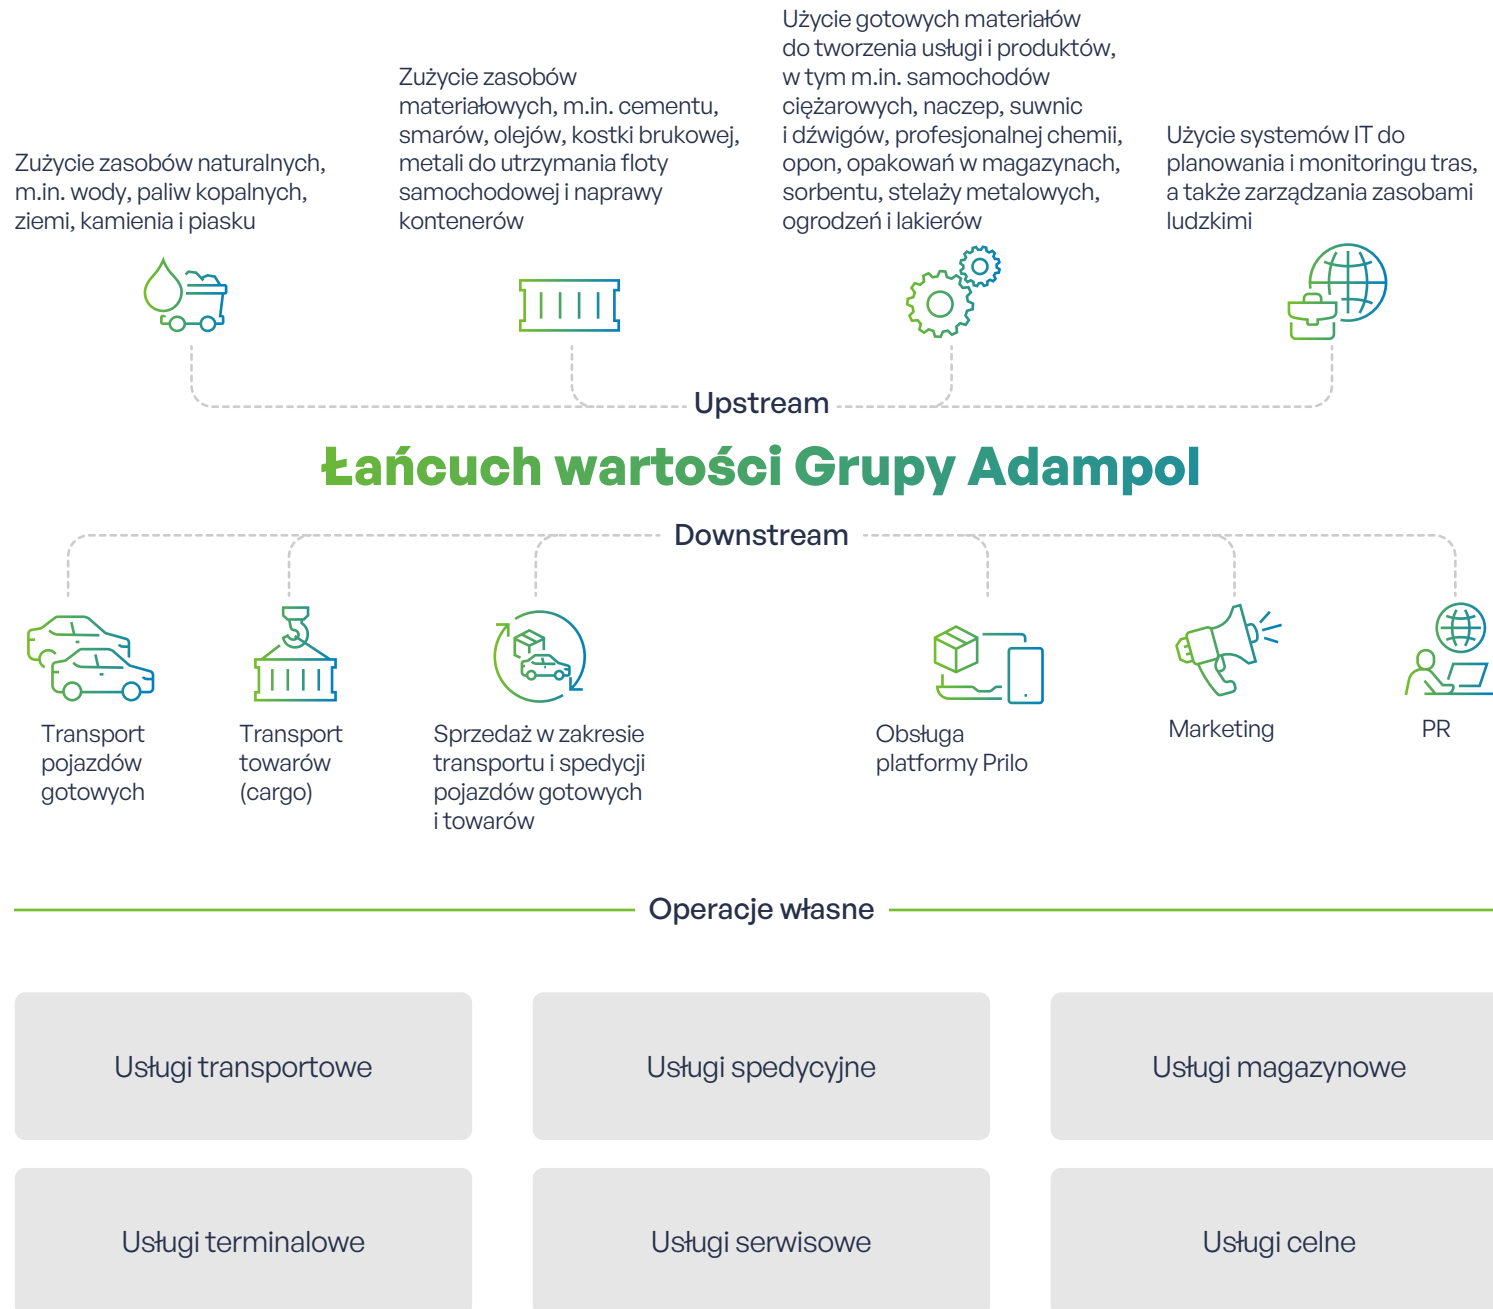 Zużycie zasobów naturalnych,
m.in. wody, paliw kopalnych,
ziemi, kamienia i piasku
Zużycie zasobów
materiałowych, m.in. cementu,
smarów, olejów, kostki brukowej,
metali do utrzymania floty
samochodowej i naprawy
kontenerów
Użycie gotowych materiałów
do tworzenia usługi i produktów,
w tym m.in. samochodów
ciężarowych, naczep, suwnic
i dźwigów, profesjonalnej chemii,
opon, opakowań w magazynach,
sorbentu, stelaży metalowych,
ogrodzeń i lakierów
Użycie systemów IT do
planowania i monitoringu tras,
a także zarządzania zasobami
ludzkimi
Upstream
Łańcuch wartości Grupy Adampol
Downstream
Transport
pojazdów
gotowych
Transport
towarów
(cargo)
Sprzedaż w zakresie
transportu i spedycji
pojazdów gotowych
i towarów
Obsługa
platformy Prilo
Marketing
PR
Operacje własne
Usługi transportowe
Usługi spedycyjne
Usługi magazynowe
Usługi terminalowe
Usługi serwisowe
Usługi celne